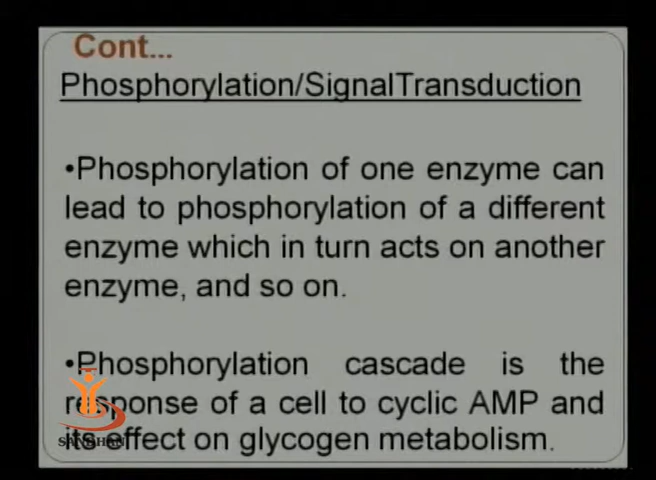 Cont...
Phosphorylation/SignalTransduction
•Phosphorylation of one enzyme can
lead to phosphorylation of a different
enzyme which in turn acts on another
enzyme, and so on.
•Phosphorylation cascade is the
response of a cell to cyclic AMP and
its effect on glycogen metabolism.
SANDHAN